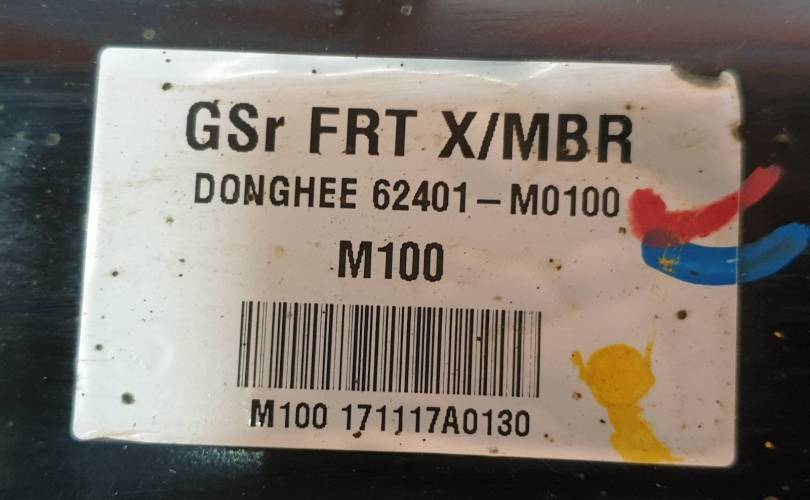 GSr FRT X/MBR
DONGHEE 62401-M0100
M100
M100 171117A0130